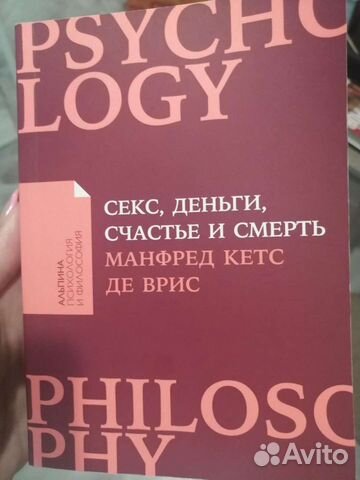 PSYCHO
LOGY
СЕКС, ДЕНЬГИ,
СЧАСТЬЕ И СМЕРТЬ
МАНФРЕД КЕТС
ДЕ ВРИС
АЛЬПИНА
ПСИХОЛОГИЯ
И ФИЛОСОФИЯ
PHILOSO
PHY
Avito